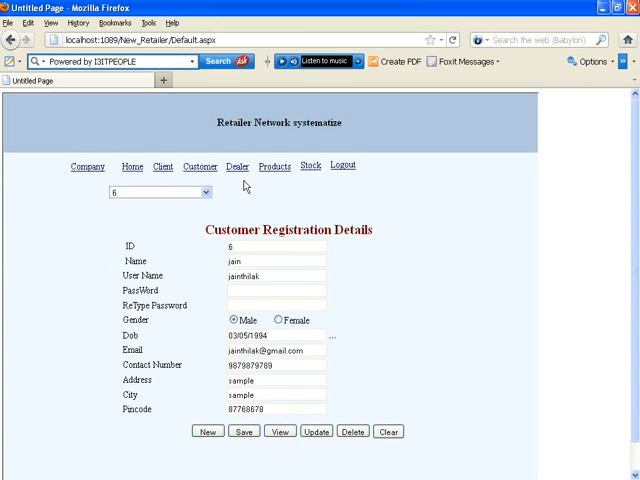 Untitled Page - Mozilla Firefox
File Edit View History Bookmarks Tools Help
localhost:1089/New_Retailer/Default.aspx
Search the web (Babylon)
Powered by I3ITPEOPLE
Search Ask
Listen to music
Create PDF
Foxit Messages
Options
Untitled Page
Retailer Network systematize
Company Home Client Customer Dealer Products Stock Logout
6
Customer Registration Details
ID 6
Name jain
User Name jainthilak
PassWord
ReType Password
Gender Male Female
Dob 03/05/1994 ...
Email jainthilak@gmail.com
Contact Number 9879879789
Address sample
City sample
Pincode 87768678
New Save View Update Delete Clear